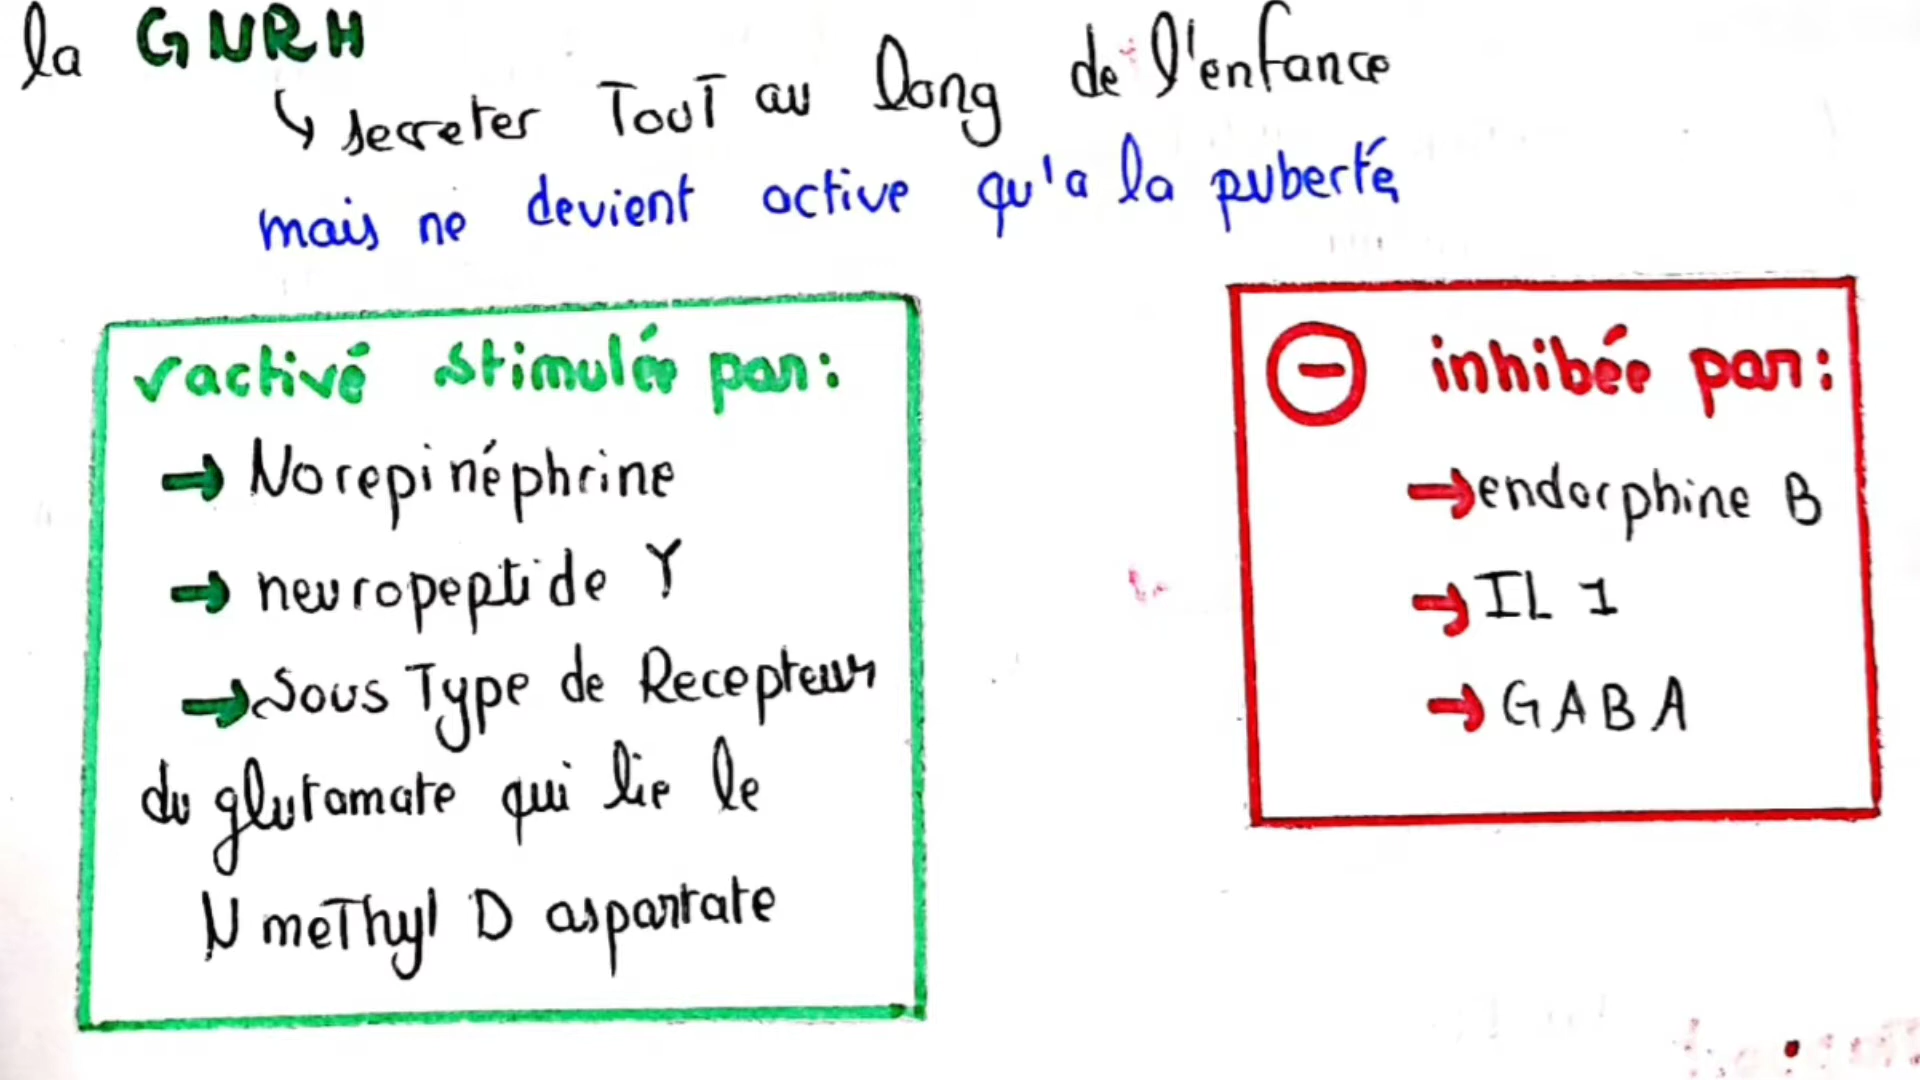 la GNRH
↳ secreter TouT au long de l'enfance
mais ne devient active qu'a la puberté
ractivé stimulée par:
→ Norepinéphrine
→ neuropeptide Y
→ Sous Type de Recepteur
du glutamate qui lie le
N meThyl D aspartate
⊖ inhibée par:
→ endorphine B
→ IL 1
→ GABA